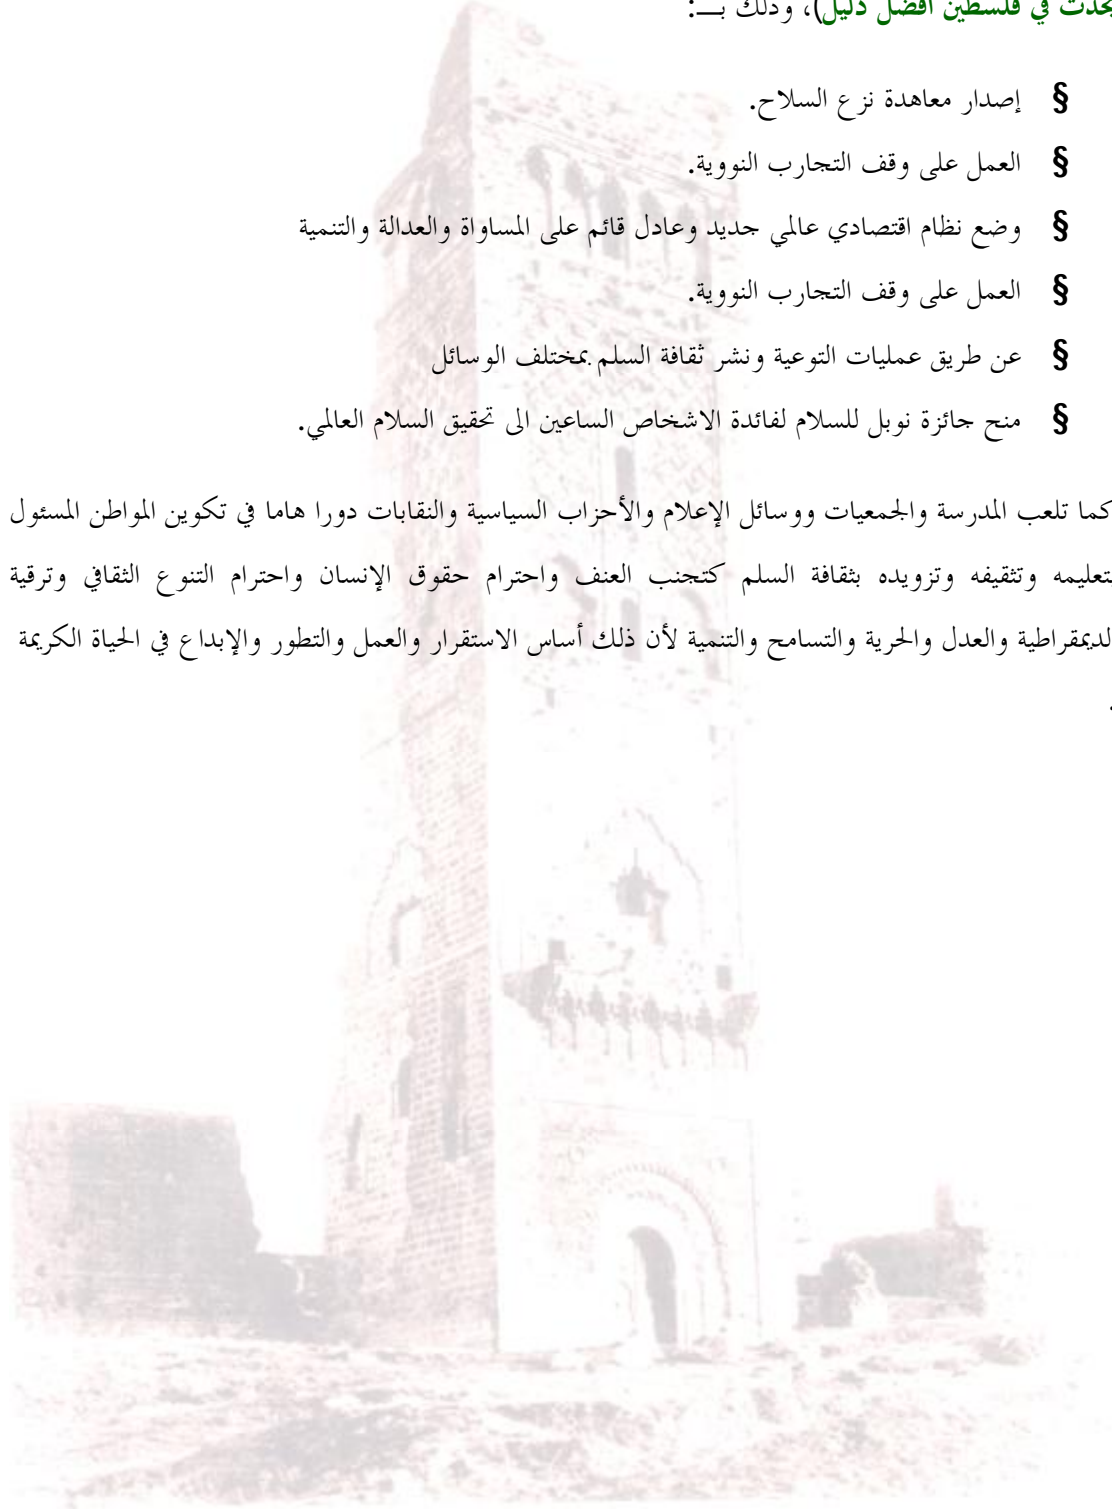 يحدث في فلسطين أفضل دليل)، وذلك بــــ:
§ إصدار معاهدة نزع السلاح.
§ العمل على وقف التجارب النووية.
§ وضع نظام اقتصادي عالمي جديد وعادل قائم على المساواة والعدالة والتنمية
§ العمل على وقف التجارب النووية.
§ عن طريق عمليات التوعية ونشر ثقافة السلم بمختلف الوسائل
§ منح جائزة نوبل للسلام لفائدة الاشخاص الساعين الى تحقيق السلام العالمي.
كما تلعب المدرسة والجمعيات ووسائل الإعلام والأحزاب السياسية والنقابات دورا هاما في تكوين المواطن المسئول
بتعليمه وتثقيفه وتزويده بثقافة السلم كتجنب العنف واحترام حقوق الإنسان واحترام التنوع الثقافي وترقية
الديمقراطية والعدل والحرية والتسامح والتنمية لأن ذلك أساس الاستقرار والعمل والتطور والإبداع في الحياة الكريمة
.